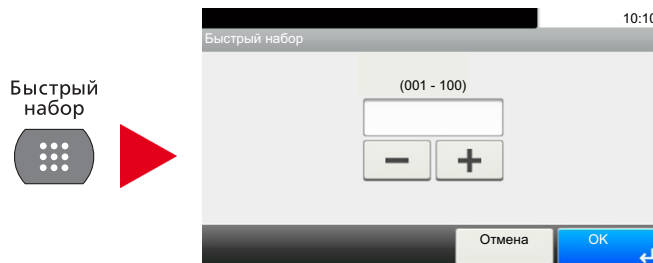 Быстрый
набор
10:10
Быстрый набор
(001 - 100)
Отмена
OK